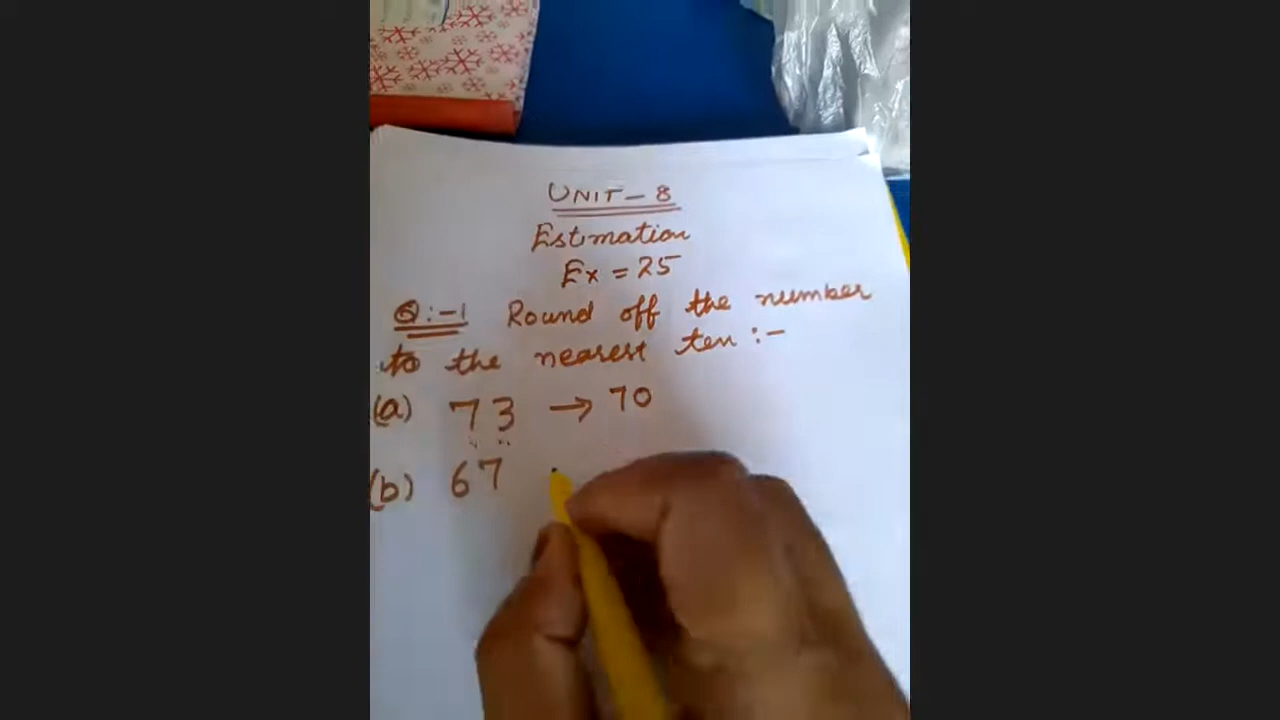 UNIT - 8
Estimation
Ex = 25
Q:-1 Round off the number
to the nearest ten :-
(a) 73 → 70
(b) 67